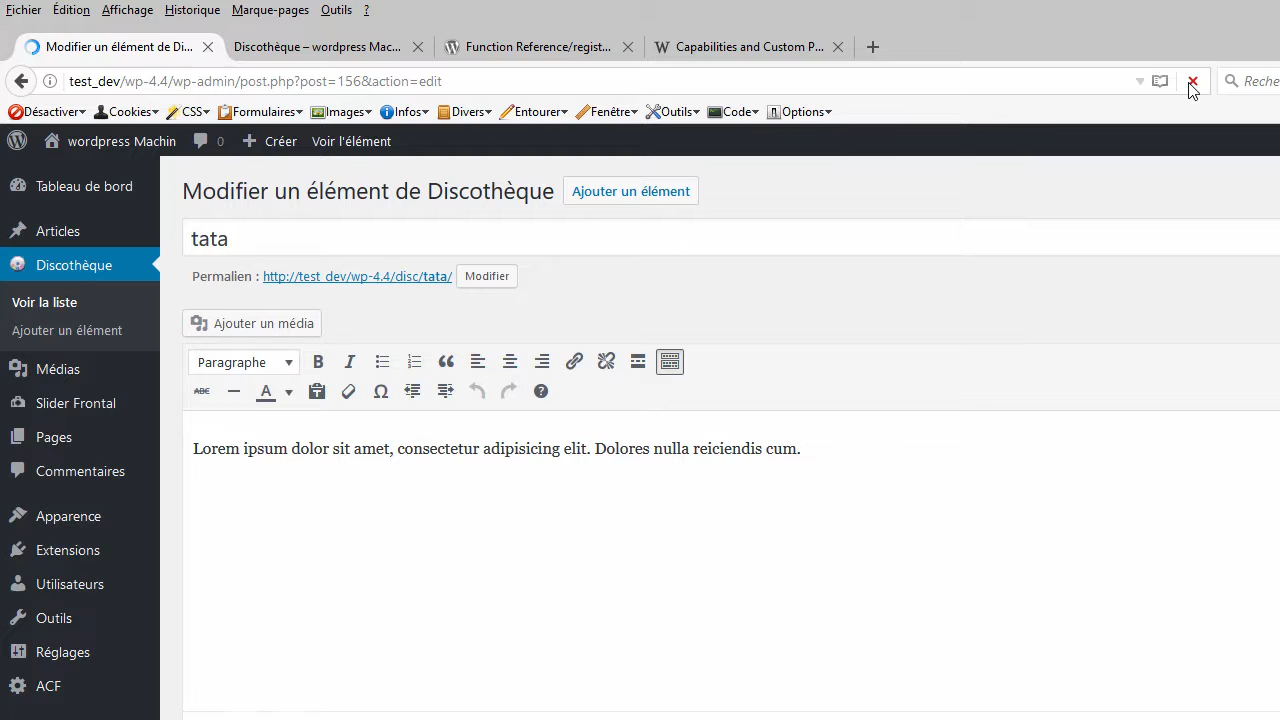 Fichier Édition Affichage Historique Marque-pages Outils ?
Modifier un élément de Di... Discothèque – wordpress Mac... Function Reference/regist... Capabilities and Custom P...
test_dev/wp-4.4/wp-admin/post.php?post=156&action=edit Reche
Désactiver Cookies CSS Formulaires Images Infos Divers Entourer Fenêtre Outils Code Options
wordpress Machin 0 Créer Voir l'élément
Tableau de bord
Articles
Discothèque
Voir la liste
Ajouter un élément
Médias
Slider Frontal
Pages
Commentaires
Apparence
Extensions
Utilisateurs
Outils
Réglages
ACF
Modifier un élément de Discothèque Ajouter un élément
tata
Permalien : http://test_dev/wp-4.4/disc/tata/ Modifier
Ajouter un média
Paragraphe B I
ABC A Ω
Lorem ipsum dolor sit amet, consectetur adipisicing elit. Dolores nulla reiciendis cum.